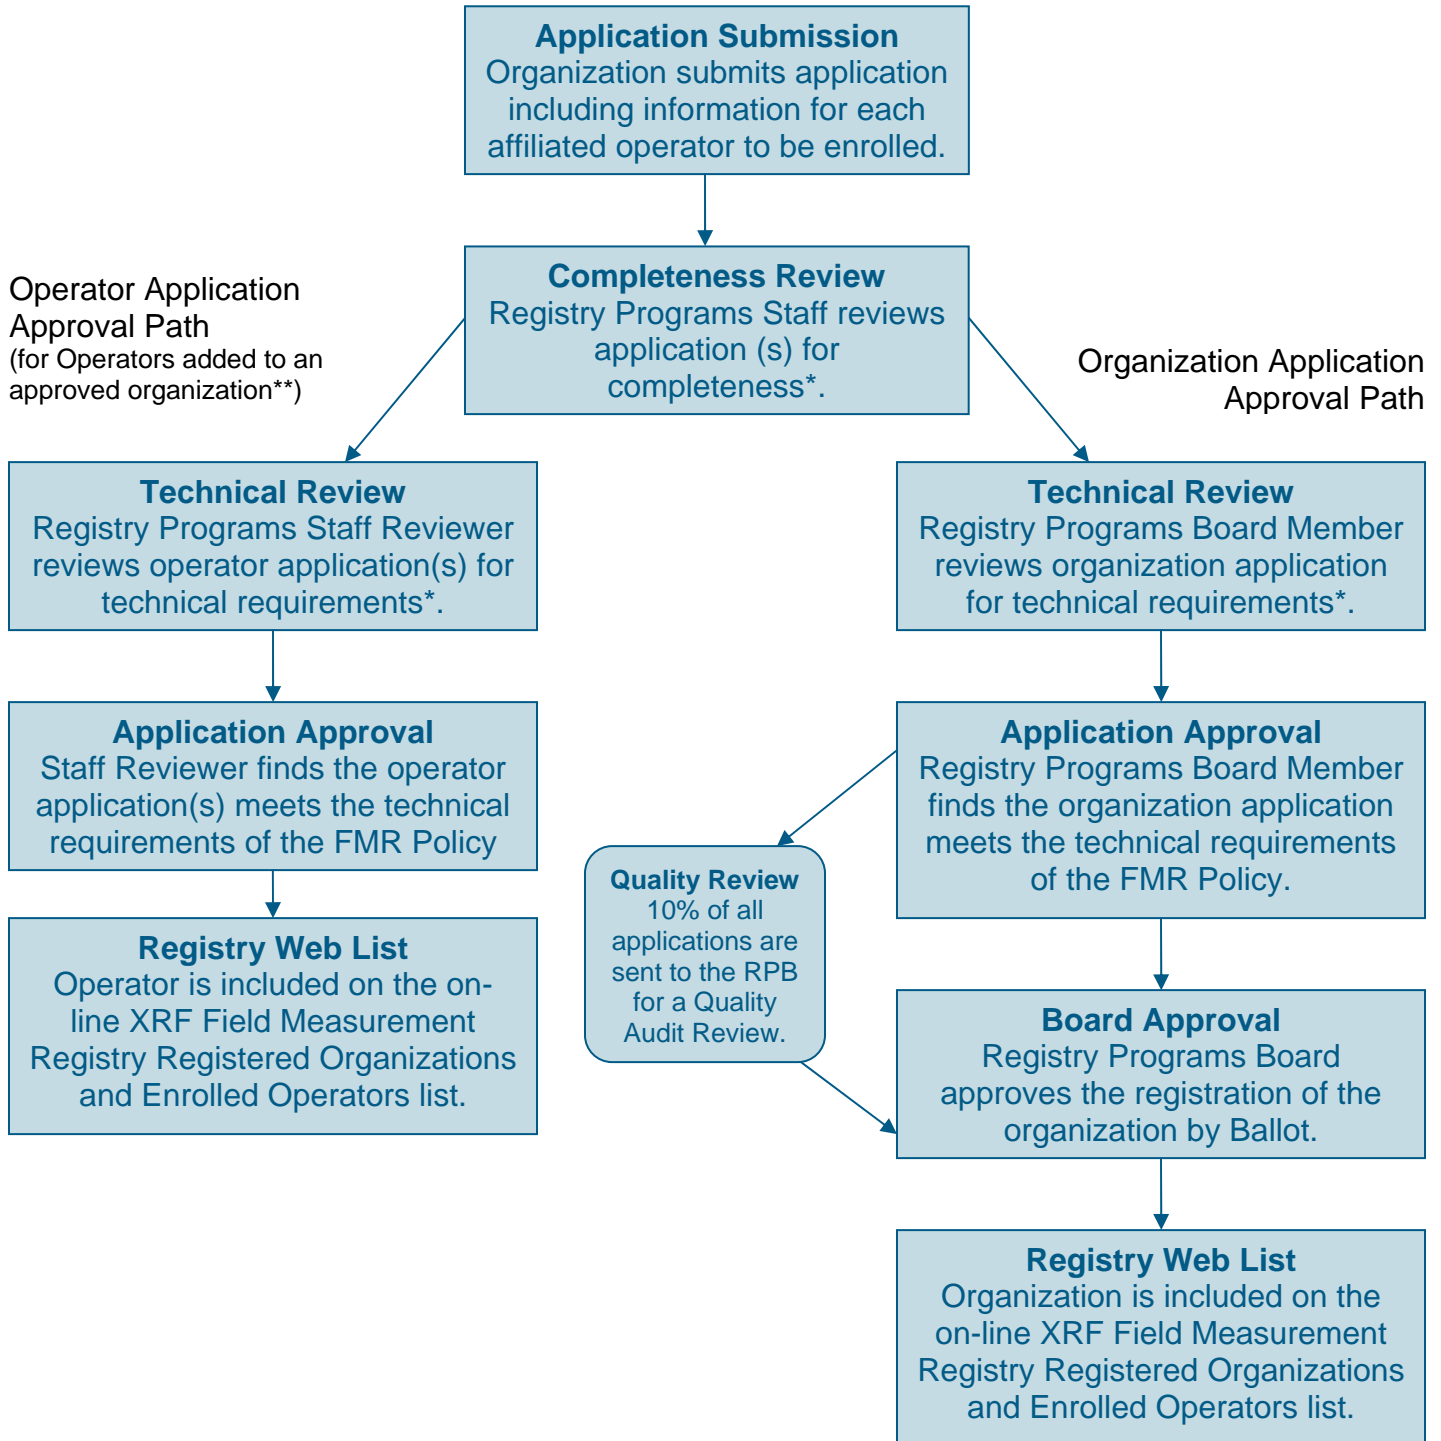 Application Submission
Organization submits application
including information for each
affiliated operator to be enrolled.
Completeness Review
Registry Programs Staff reviews
application (s) for
completeness*.
Operator Application
Approval Path
(for Operators added to an
approved organization**)
Organization Application
Approval Path
Technical Review
Registry Programs Staff Reviewer
reviews operator application(s) for
technical requirements*.
Application Approval
Staff Reviewer finds the operator
application(s) meets the technical
requirements of the FMR Policy
Registry Web List
Operator is included on the on-
line XRF Field Measurement
Registry Registered Organizations
and Enrolled Operators list.
Technical Review
Registry Programs Board Member
reviews organization application
for technical requirements*.
Application Approval
Registry Programs Board Member
finds the organization application
meets the technical requirements
of the FMR Policy.
Quality Review
10% of all
applications are
sent to the RPB
for a Quality
Audit Review.
Board Approval
Registry Programs Board
approves the registration of the
organization by Ballot.
Registry Web List
Organization is included on the
on-line XRF Field Measurement
Registry Registered Organizations
and Enrolled Operators list.